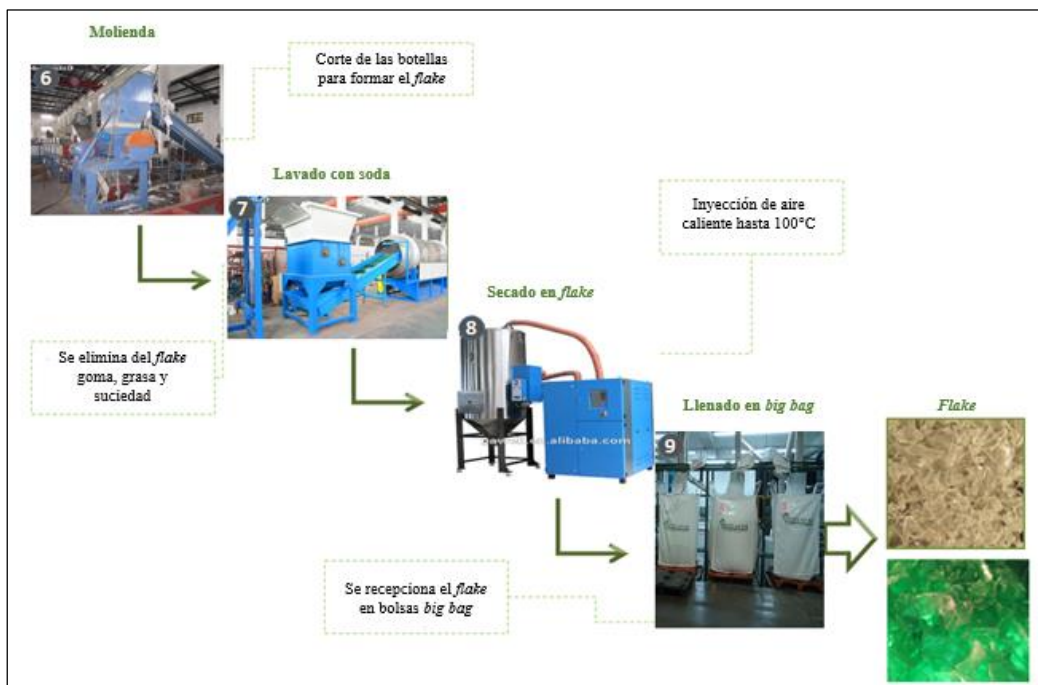 Molienda
6
Corte de las botellas
para formar el flake
Lavado con soda
7
Se elimina del flake
goma, grasa y
suciedad
Inyección de aire
caliente hasta 100°C
Secado en flake
8
Llenado en big bag
9
Flake
Se recepciona el flake
en bolsas big bag